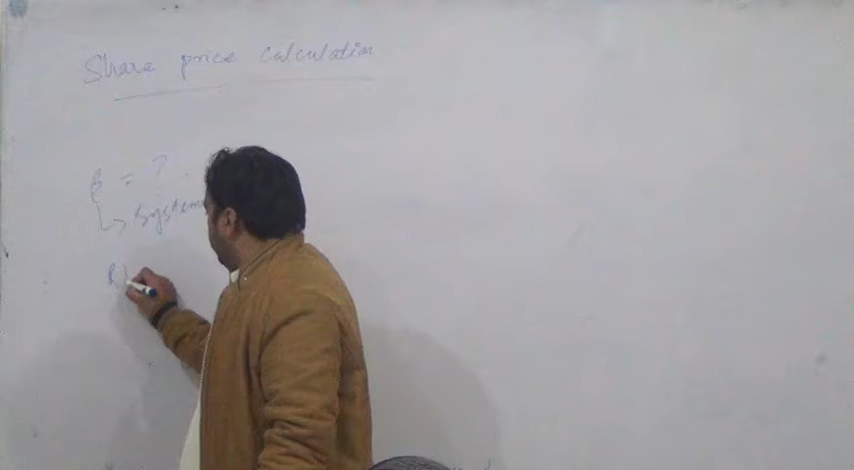 Share price calculation
β = ?
↳ system